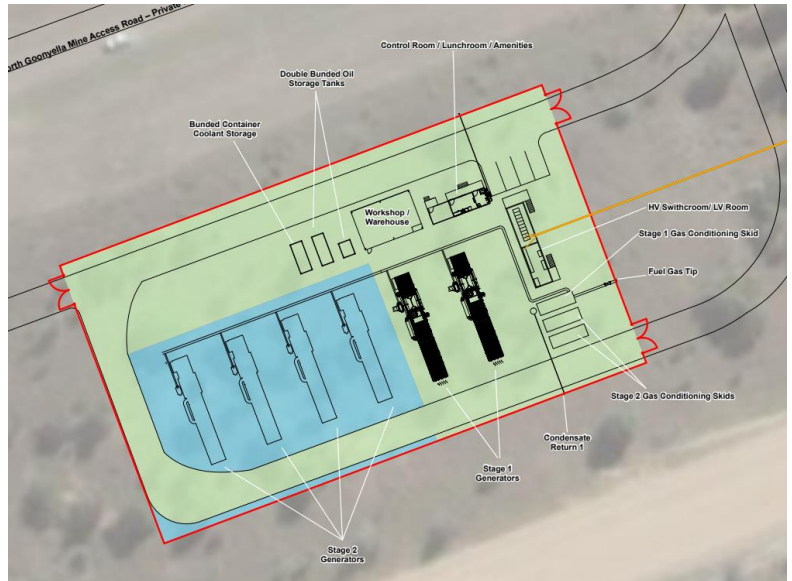 orth Goonyella Mine Access Road – Private
Control Room / Lunchroom / Amenities
Double Bunded Oil
Storage Tanks
Bunded Container
Coolant Storage
Workshop /
Warehouse
HV Swithcroom/ LV Room
Stage 1 Gas Conditioning Skid
Fuel Gas Tip
Stage 2 Gas Conditioning Skids
Condensate
Return 1
Stage 1
Generators
Stage 2
Generators